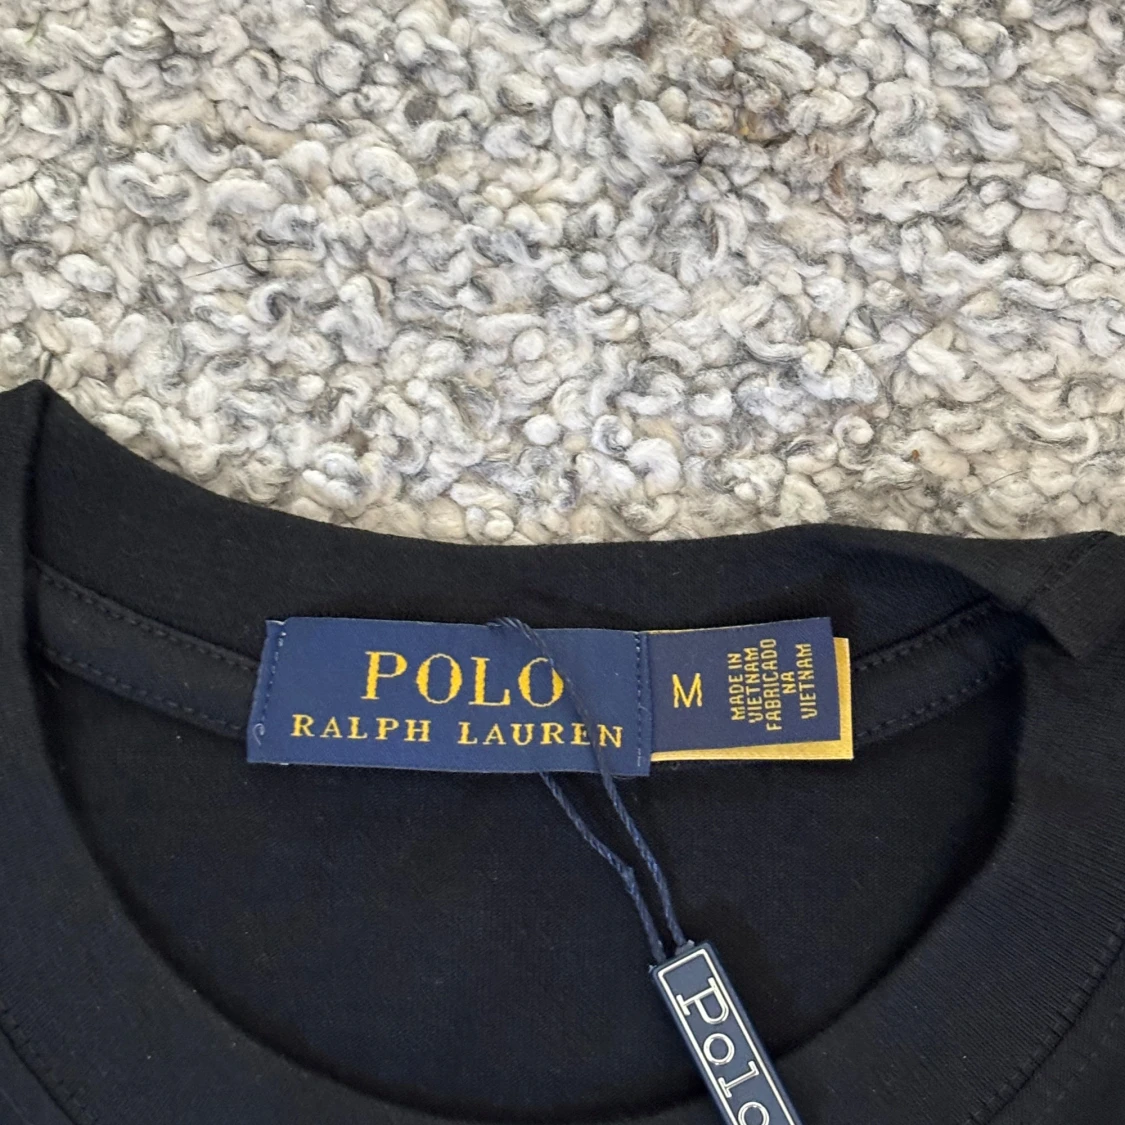 POLO
RALPH LAUREN
M
MADE IN
VIETNAM
FABRICADO
NA
VIETNAM
Polo